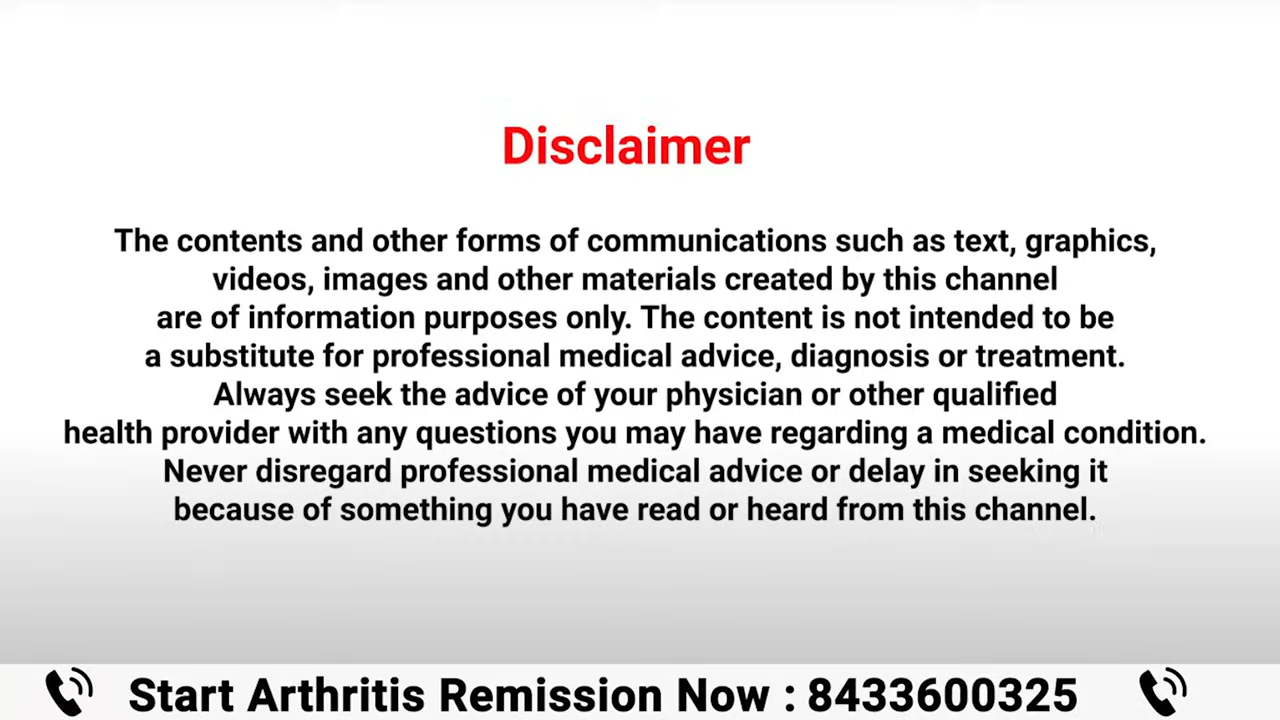 Disclaimer
The contents and other forms of communications such as text, graphics,
videos, images and other materials created by this channel
are of information purposes only. The content is not intended to be
a substitute for professional medical advice, diagnosis or treatment.
Always seek the advice of your physician or other qualified
health provider with any questions you may have regarding a medical condition.
Never disregard professional medical advice or delay in seeking it
because of something you have read or heard from this channel.
Start Arthritis Remission Now : 8433600325